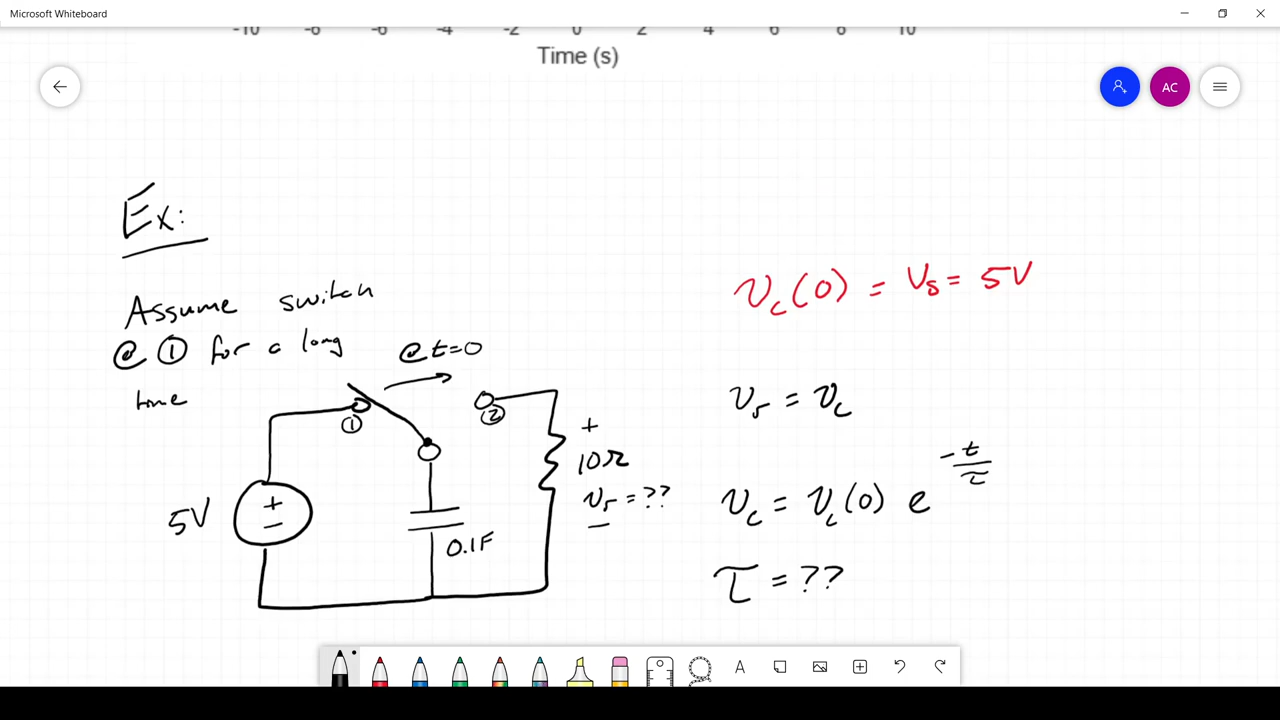 Microsoft Whiteboard
-10 -8 -6 -4 -2 0 2 4 6 8 10
Time (s)
AC
Ex:
Assume switch
@ ① for a long
time
@ t=0
①
②
5V
+
−
0.1F
+
10Ω
v_r = ??
−
v_c(0) = V_s = 5V
v_r = v_c
v_c = v_c(0) e^(-t/τ)
τ = ??
A